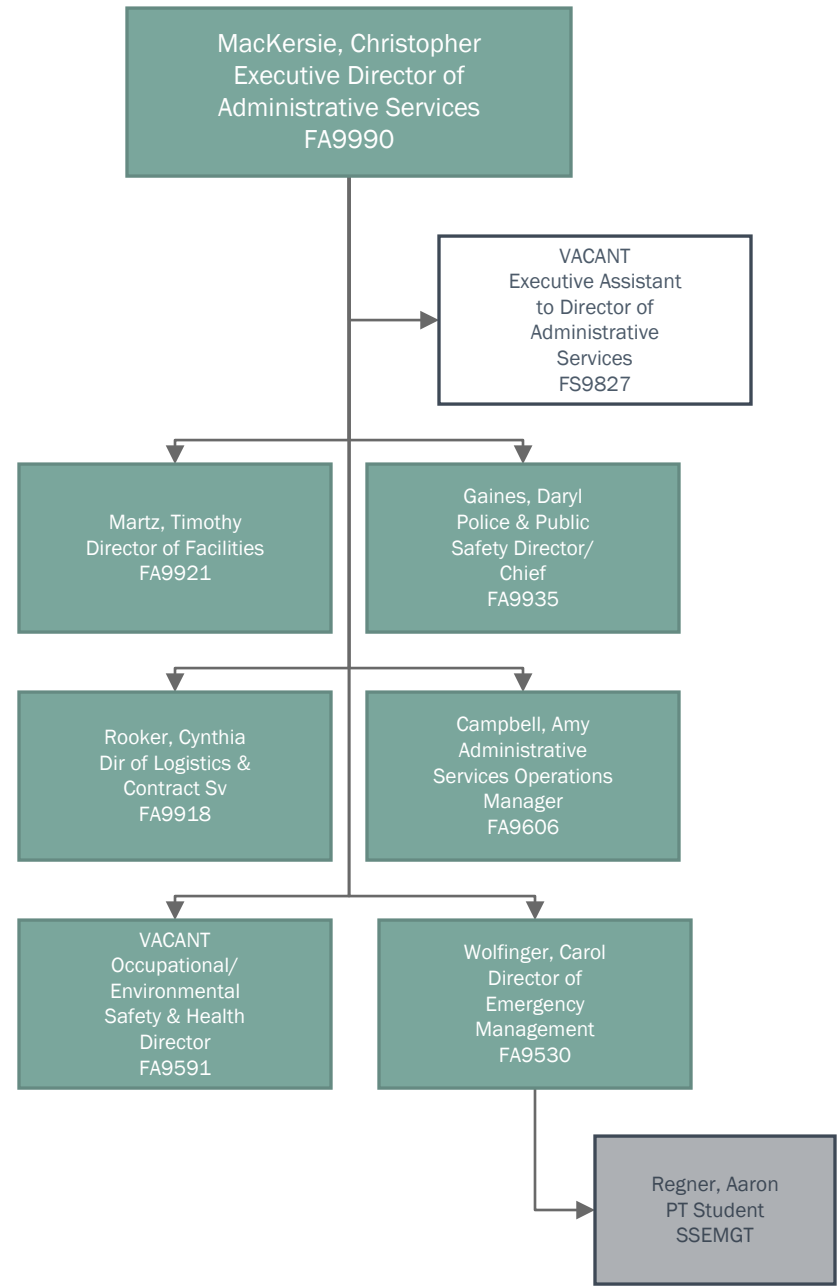 MacKersie, Christopher
Executive Director of
Administrative Services
FA9990
VACANT
Executive Assistant
to Director of
Administrative
Services
FS9827
Martz, Timothy
Director of Facilities
FA9921
Gaines, Daryl
Police & Public
Safety Director/
Chief
FA9935
Rooker, Cynthia
Dir of Logistics &
Contract Sv
FA9918
Campbell, Amy
Administrative
Services Operations
Manager
FA9606
VACANT
Occupational/
Environmental
Safety & Health
Director
FA9591
Wolfinger, Carol
Director of
Emergency
Management
FA9530
Regner, Aaron
PT Student
SSEMGT